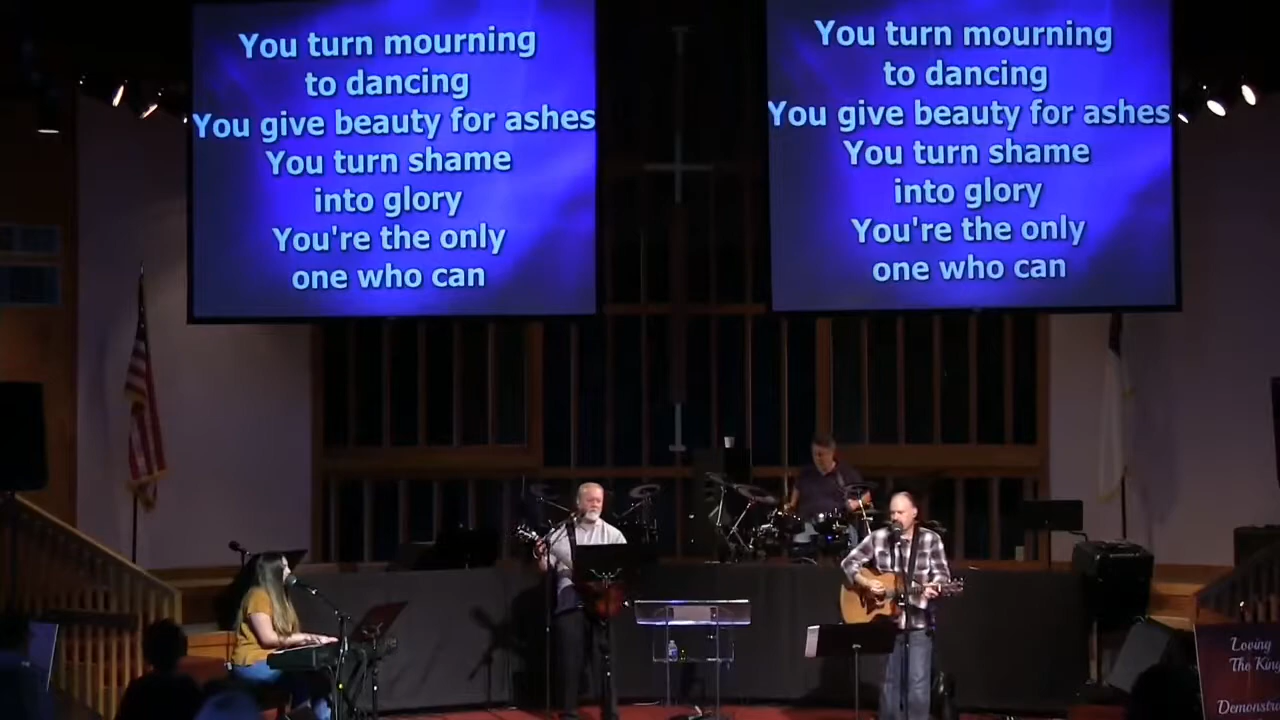 You turn mourning
to dancing
You give beauty for ashes
You turn shame
into glory
You're the only
one who can
You turn mourning
to dancing
You give beauty for ashes
You turn shame
into glory
You're the only
one who can
Loving
The